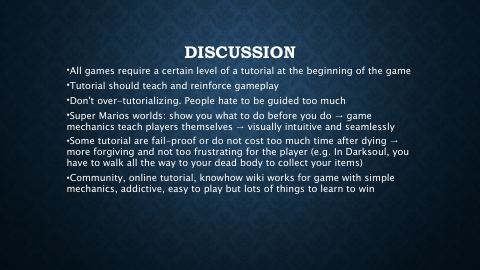 DISCUSSION
•All games require a certain level of a tutorial at the beginning of the game
•Tutorial should teach and reinforce gameplay
•Don't over-tutorializing. People hate to be guided too much
•Super Marios worlds: show you what to do before you do → game
mechanics teach players themselves → visually intuitive and seamlessly
•Some tutorial are fail-proof or do not cost too much time after dying →
more forgiving and not too frustrating for the player (e.g. In Darksoul, you
have to walk all the way to your dead body to collect your items)
•Community, online tutorial, knowhow wiki works for game with simple
mechanics, addictive, easy to play but lots of things to learn to win